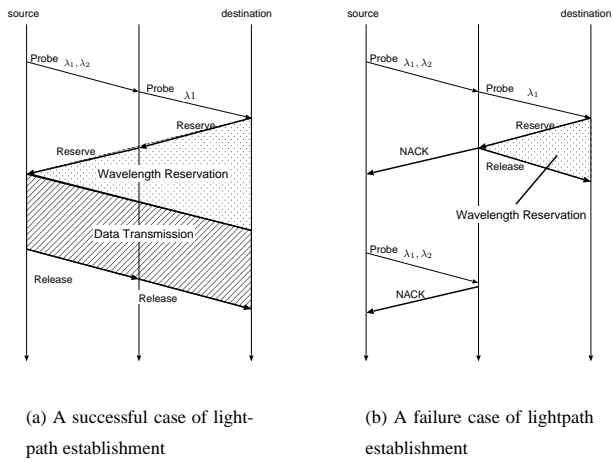 source
destination
Probe λ₁, λ₂
Probe λ1
Reserve
Reserve
Wavelength Reservation
Data Transmission
Release
Release
(a) A successful case of light-
path establishment
source
destination
Probe λ₁, λ₂
Probe λ₁
Reserve
NACK
Release
Wavelength Reservation
Probe λ₁, λ₂
NACK
(b) A failure case of lightpath
establishment